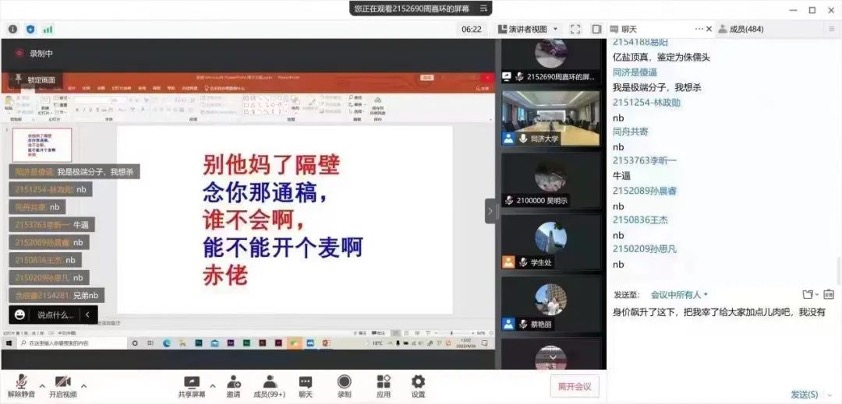 您正在观看2152690周嘉环的屏幕
06:22
演讲者视图
聊天
成员(484)
录制中
锁定画面
别他妈了隔壁
念你那通稿，
谁不会啊，
能不能开个麦啊
赤佬
同济是傻逼 我是极端分子，我想杀
2151254-林政勋 nb
同舟共寄 nb
2153763李昕一 牛逼
2152089孙晨睿 nb
2150836王杰 nb
2150209孙思凡 nb
2154281 兄弟nb
说点什么...
2152690周嘉环的屏...
同济大学
2100000 吴明示
学生处
蔡艳丽
2154188易阳
亿盐顶真，鉴定为侏儒头
同济是傻逼
我是极端分子，我想杀
2151254-林政勋
nb
同舟共寄
nb
2153763李昕一
牛逼
2152089孙晨睿
nb
2150836王杰
nb
2150209孙思凡
nb
发送至： 会议中所有人
身价飙升了这下，把我宰了给大家加点儿肉吧，我没有
发送(S)
解除静音
开启视频
共享屏幕
邀请
成员(99+)
聊天
录制
应用
设置
离开会议